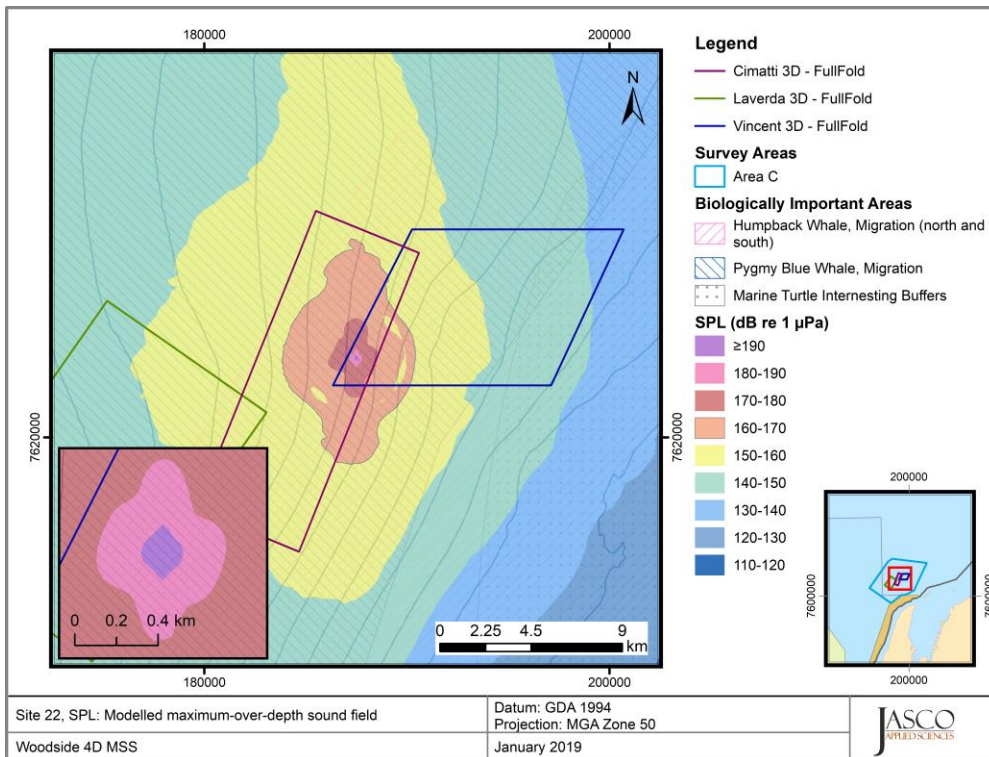 180000
200000
7620000
7620000
N
0 0.2 0.4 km
0 2.25 4.5 9
km
Legend
Cimatti 3D - FullFold
Laverda 3D - FullFold
Vincent 3D - FullFold
Survey Areas
Area C
Biologically Important Areas
Humpback Whale, Migration (north and
south)
Pygmy Blue Whale, Migration
Marine Turtle Internesting Buffers
SPL (dB re 1 µPa)
≥190
180-190
170-180
160-170
150-160
140-150
130-140
120-130
110-120
200000
7600000
7600000
200000
180000
200000
Site 22, SPL: Modelled maximum-over-depth sound field
Datum: GDA 1994
Projection: MGA Zone 50
Woodside 4D MSS
January 2019
JASCO
APPLIED SCIENCES